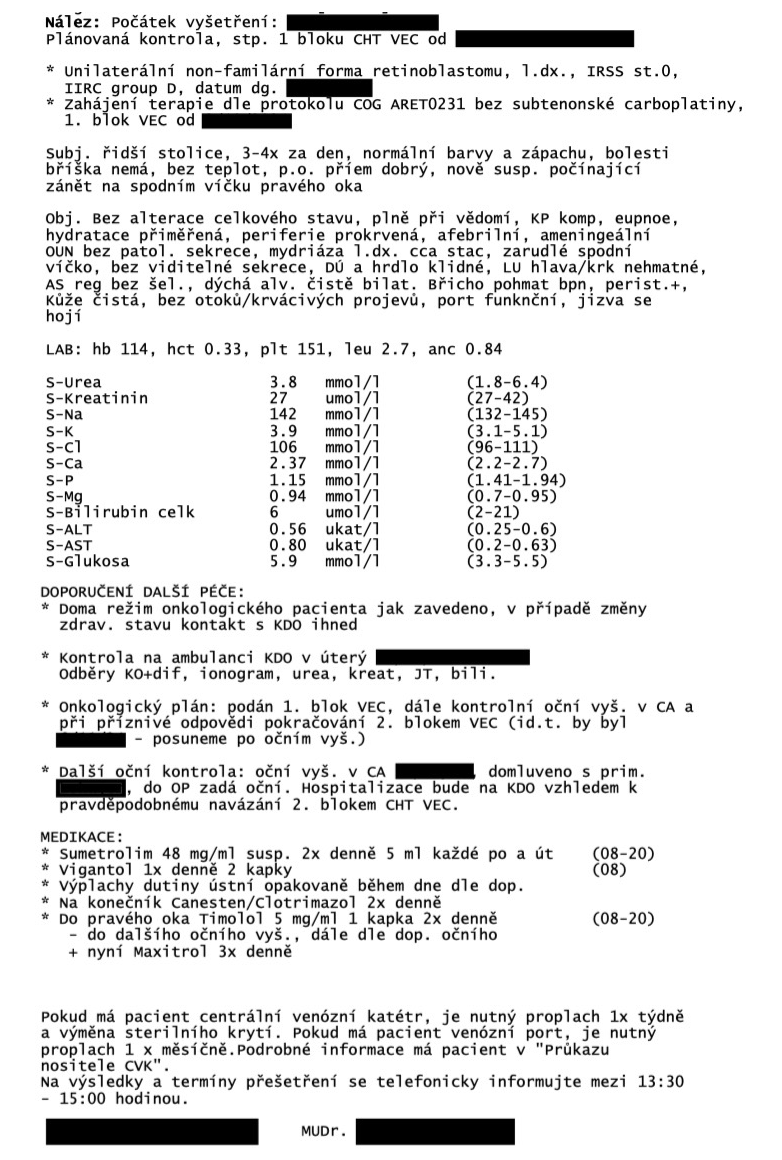 Nález: Počátek vyšetření:
Plánovaná kontrola, stp. 1 bloku CHT VEC od
* Unilaterální non-familární forma retinoblastomu, l.dx., IRSS st.0,
IIRC group D, datum dg.
* Zahájení terapie dle protokolu COG ARET0231 bez subtenonské carboplatiny,
1. blok VEC od
Subj. řidší stolice, 3-4x za den, normální barvy a zápachu, bolesti
bříška nemá, bez teplot, p.o. příem dobrý, nově susp. počínající
zánět na spodním víčku pravého oka
Obj. Bez alterace celkového stavu, plně při vědomí, KP komp, eupnoe,
hydratace přiměřená, periferie prokrvená, afebrilní, ameningeální
OUN bez patol. sekrece, mydriáza l.dx. cca stac, zarudlé spodní
víčko, bez viditelné sekrece, DÚ a hrdlo klidné, LU hlava/krk nehmatné,
AS reg bez šel., dýchá alv. čistě bilat. Břicho pohmat bpn, perist.+,
Kůže čistá, bez otoků/krvácivých projevů, port funknční, jizva se
hojí
LAB: hb 114, hct 0.33, plt 151, leu 2.7, anc 0.84
S-Urea 3.8 mmol/l (1.8-6.4)
S-Kreatinin 27 umol/l (27-42)
S-Na 142 mmol/l (132-145)
S-K 3.9 mmol/l (3.1-5.1)
S-Cl 106 mmol/l (96-111)
S-Ca 2.37 mmol/l (2.2-2.7)
S-P 1.15 mmol/l (1.41-1.94)
S-Mg 0.94 mmol/l (0.7-0.95)
S-Bilirubin celk 6 umol/l (2-21)
S-ALT 0.56 ukat/l (0.25-0.6)
S-AST 0.80 ukat/l (0.2-0.63)
S-Glukosa 5.9 mmol/l (3.3-5.5)
DOPORUČENÍ DALŠÍ PÉČE:
* Doma režim onkologického pacienta jak zavedeno, v případě změny
zdrav. stavu kontakt s KDO ihned
* Kontrola na ambulanci KDO v úterý
Odběry KO+dif, ionogram, urea, kreat, JT, bili.
* Onkologický plán: podán 1. blok VEC, dále kontrolní oční vyš. v CA a
při příznivé odpovědi pokračování 2. blokem VEC (id.t. by byl
- posuneme po očním vyš.)
* Další oční kontrola: oční vyš. v CA , domluveno s prim.
, do OP zadá oční. Hospitalizace bude na KDO vzhledem k
pravděpodobnému navázání 2. blokem CHT VEC.
MEDIKACE:
* Sumetrolim 48 mg/ml susp. 2x denně 5 ml každé po a út (08-20)
* Vigantol 1x denně 2 kapky (08)
* Výplachy dutiny ústní opakovaně během dne dle dop.
* Na konečník Canesten/Clotrimazol 2x denně
* Do pravého oka Timolol 5 mg/ml 1 kapka 2x denně (08-20)
- do dalšího očního vyš., dále dle dop. očního
+ nyní Maxitrol 3x denně
Pokud má pacient centrální venózní katétr, je nutný proplach 1x týdně
a výměna sterilního krytí. Pokud má pacient venózní port, je nutný
proplach 1 x měsíčně.Podrobné informace má pacient v "Průkazu
nositele CVK".
Na výsledky a termíny přešetření se telefonicky informujte mezi 13:30
- 15:00 hodinou.
MUDr.